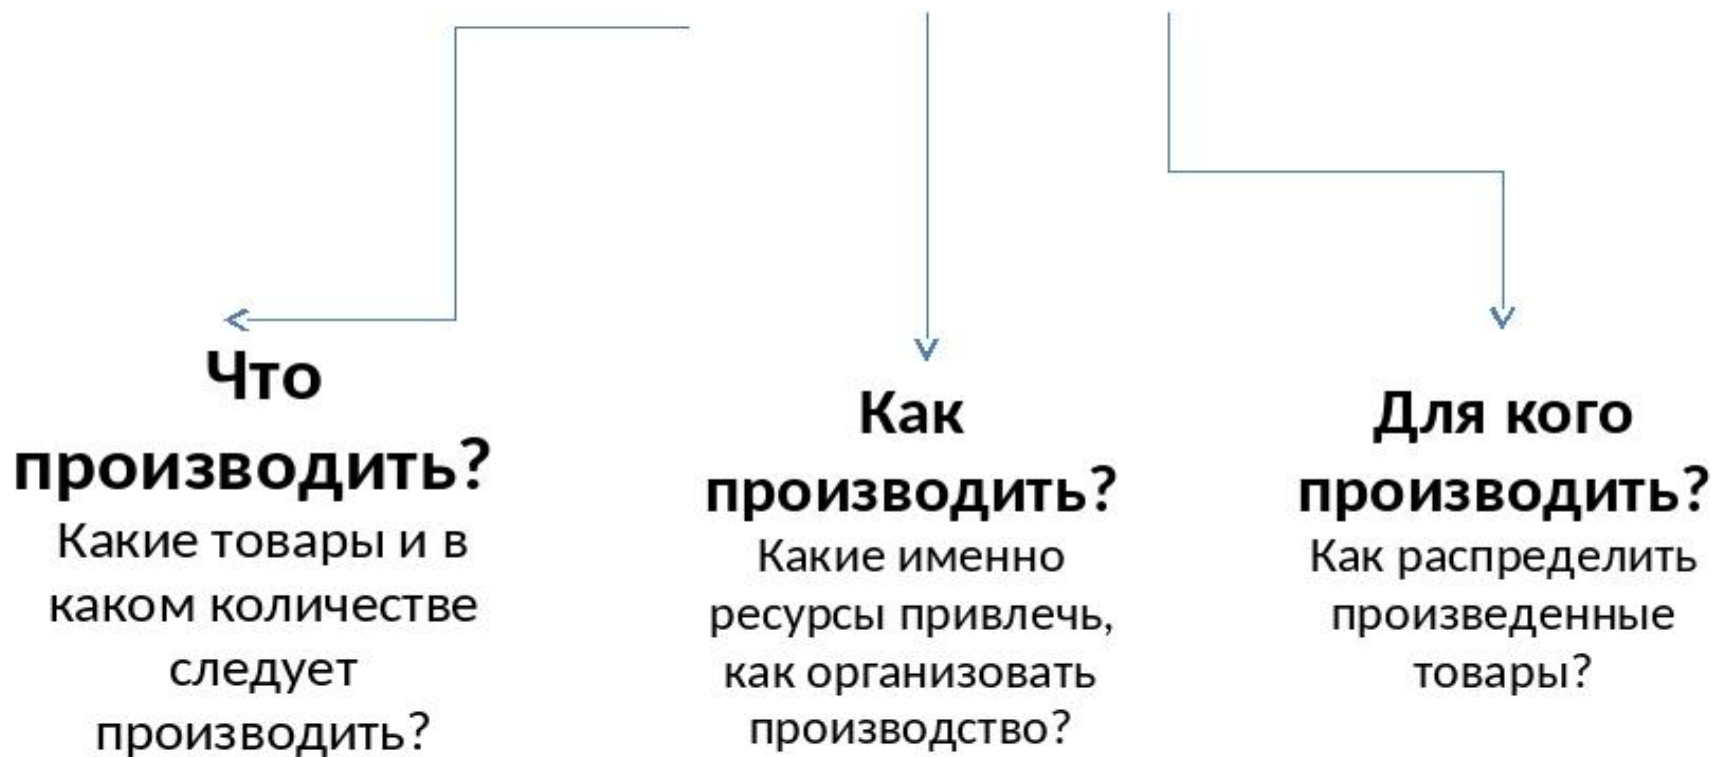 Что
производить?
Какие товары и в
каком количестве
следует
производить?
Как
производить?
Какие именно
ресурсы привлечь,
как организовать
производство?
Для кого
производить?
Как распределить
произведенные
товары?